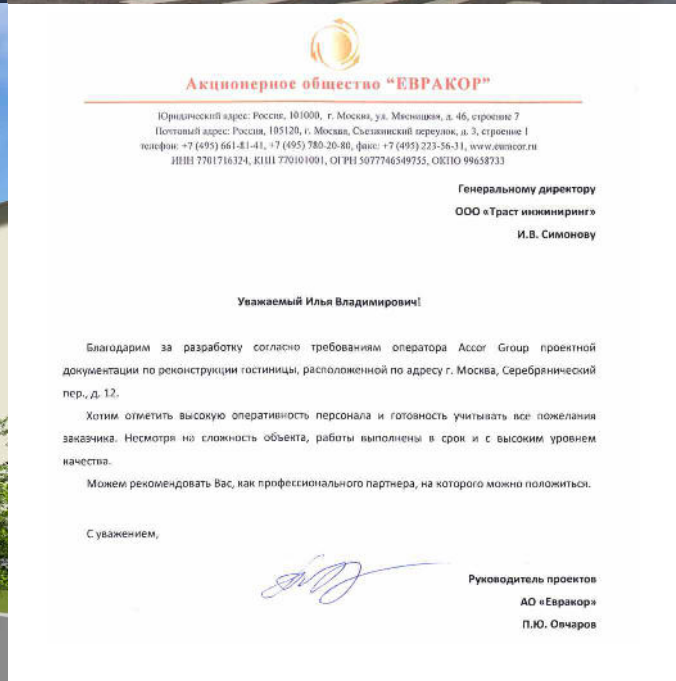 Акционерное общество “ЕВРАКОР”
Юридический адрес: Россия, 101000, г. Москва, ул. Мясницкая, д. 46, строение 7
Почтовый адрес: Россия, 105120, г. Москва, Съезжинский переулок, д. 3, строение 1
телефон: +7 (495) 661-81-41, +7 (495) 780-20-80, факс: +7 (495) 223-56-31, www.euracor.ru
ИНН 7701716324, КПП 770101001, ОГРН 5077746549755, ОКПО 99658733
Генеральному директору
ООО «Траст инжиниринг»
И.В. Симонову
Уважаемый Илья Владимирович!
Благодарим за разработку согласно требованиям оператора Accor Group проектной
документации по реконструкции гостиницы, расположенной по адресу г. Москва, Серебрянический
пер., д. 12.
Хотим отметить высокую оперативность персонала и готовность учитывать все пожелания
заказчика. Несмотря на сложность объекта, работы выполнены в срок и с высоким уровнем
качества.
Можем рекомендовать Вас, как профессионального партнера, на которого можно положиться.
С уважением,
Руководитель проектов
АО «Евракор»
П.Ю. Овчаров